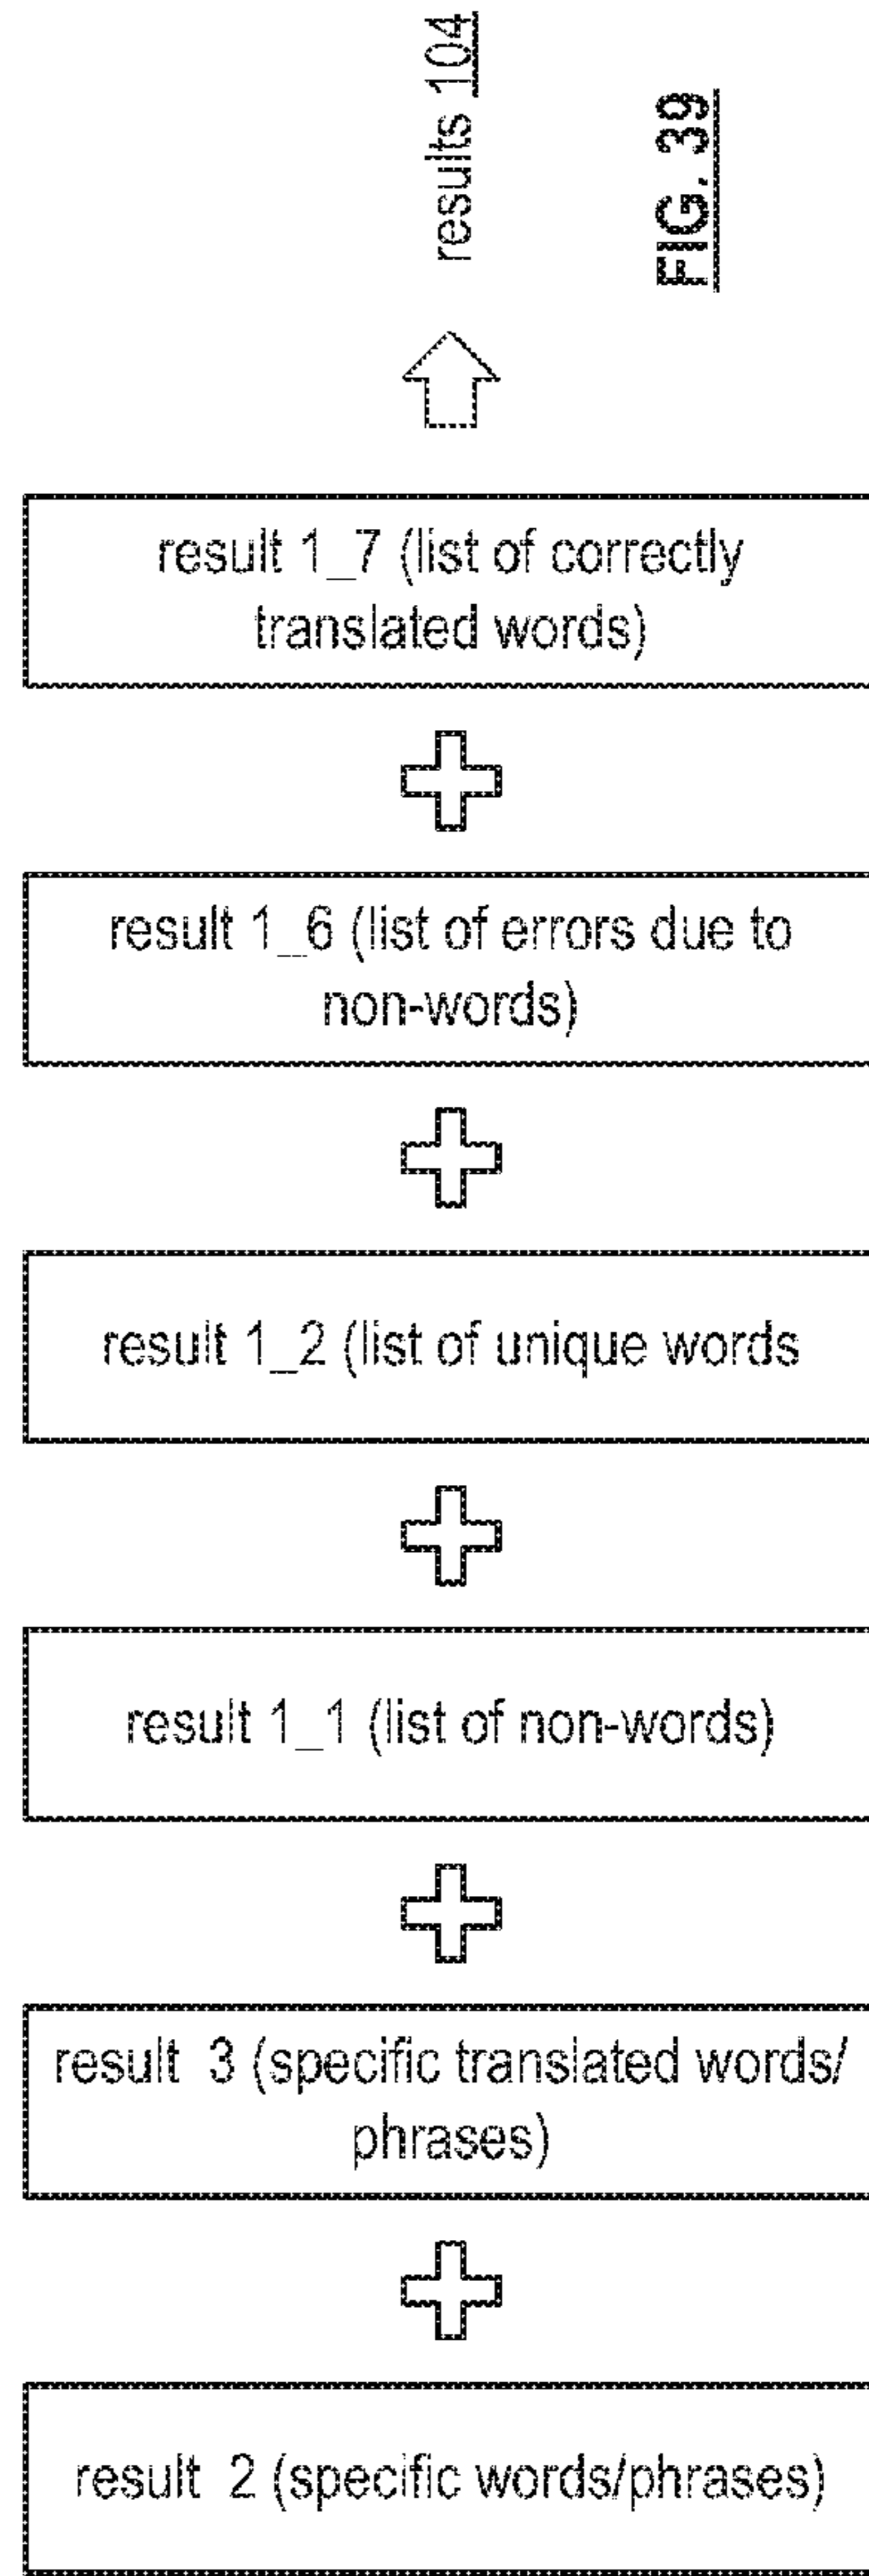 results 104
FIG. 39
result 1_7 (list of correctly
translated words)
result 1_6 (list of errors due to
non-words)
result 1_2 (list of unique words
result 1_1 (list of non-words)
result 3 (specific translated words/
phrases)
result 2 (specific words/phrases)